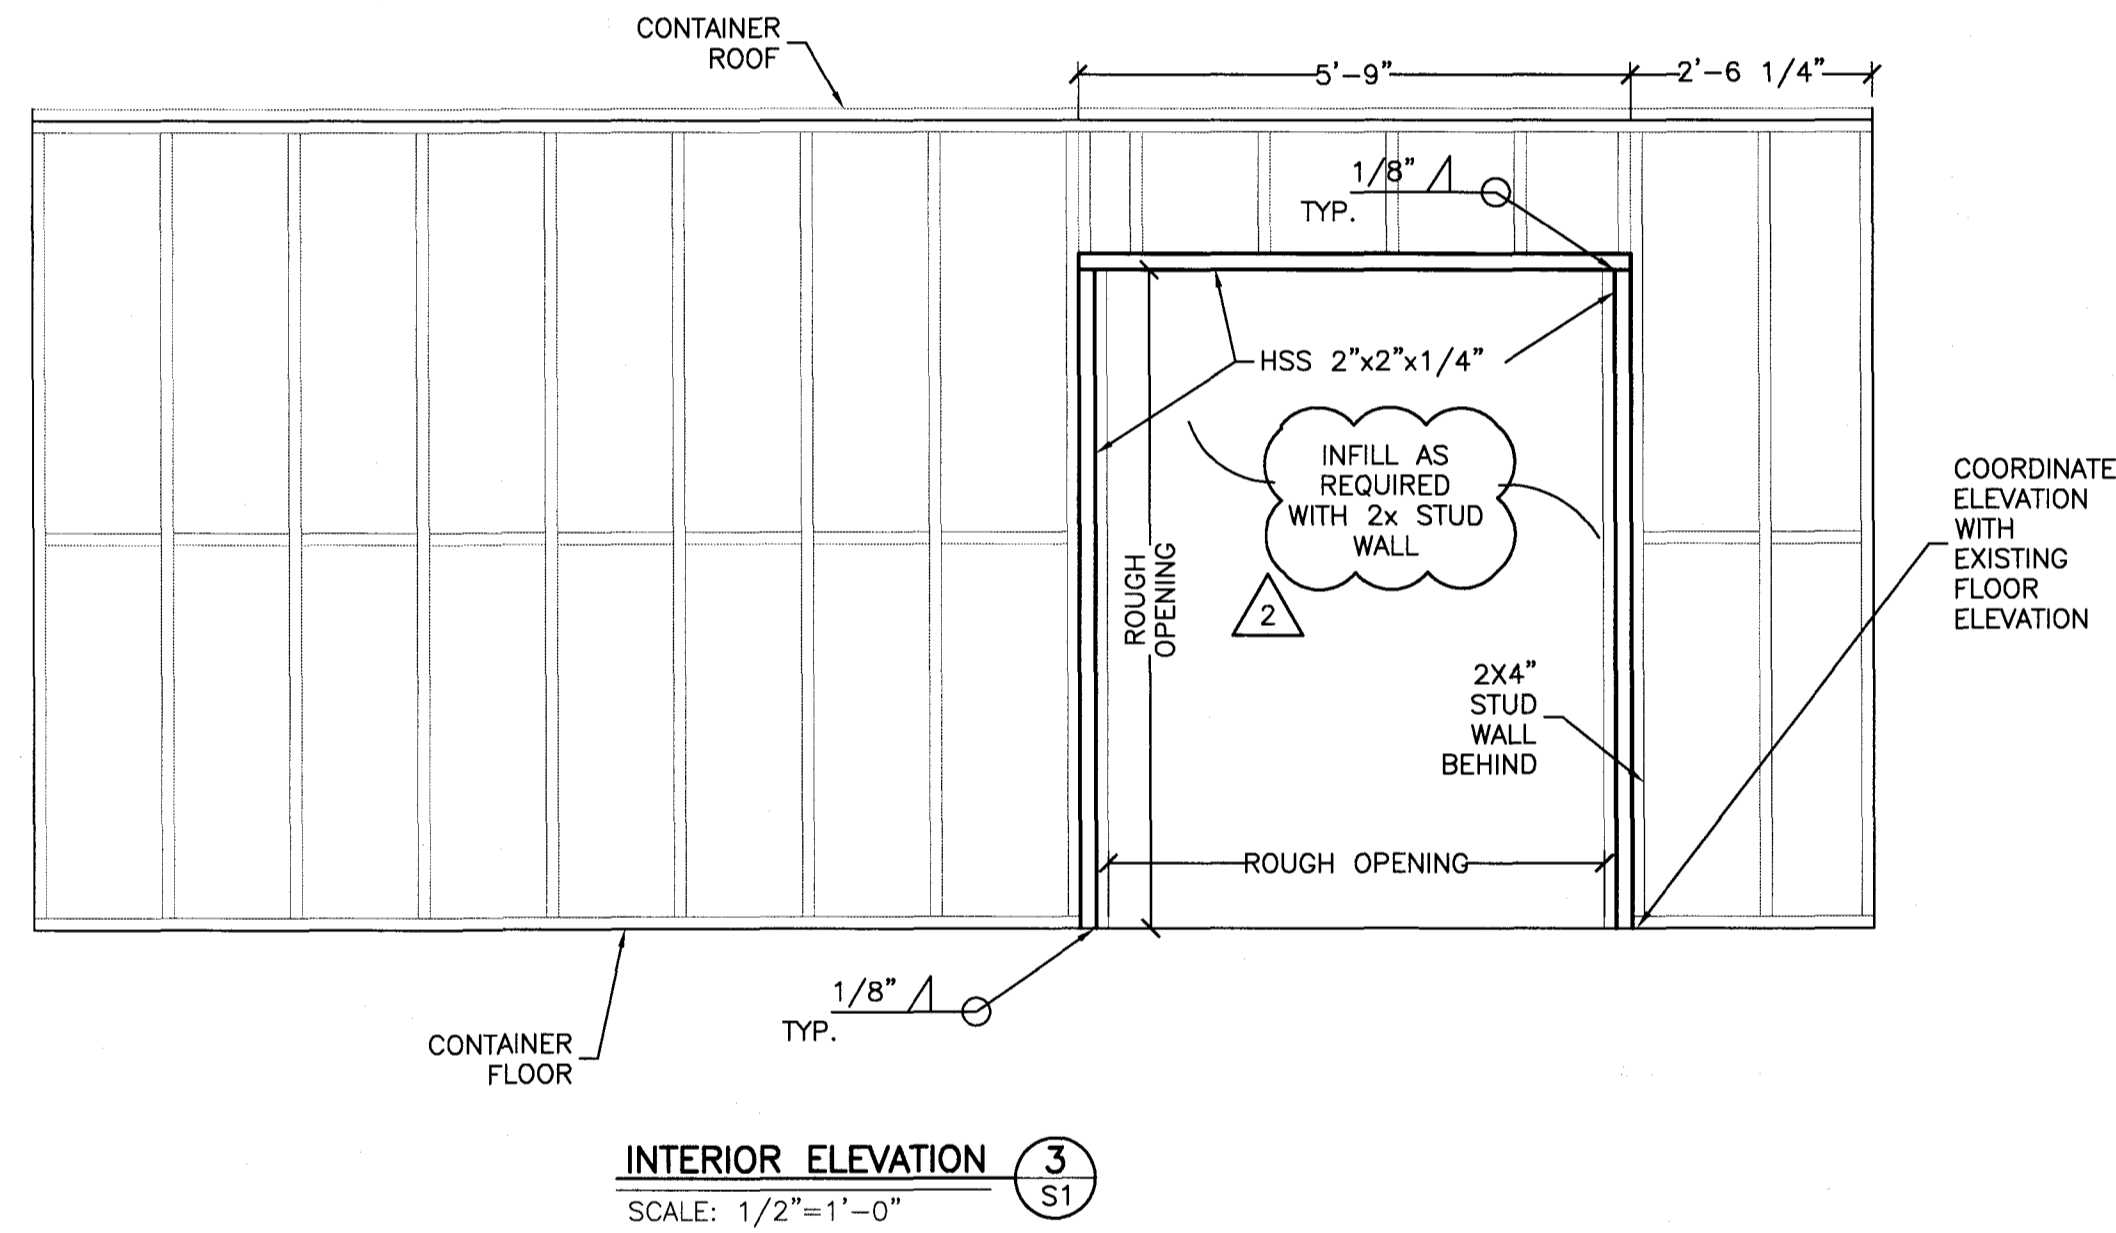 CONTAINER
ROOF
5'-9"
2'-6 1/4"
1/8"
TYP.
HSS 2"x2"x1/4"
INFILL AS
REQUIRED
WITH 2x STUD
WALL
2
ROUGH
OPENING
COORDINATE
ELEVATION
WITH
EXISTING
FLOOR
ELEVATION
2X4"
STUD
WALL
BEHIND
ROUGH OPENING
1/8"
TYP.
CONTAINER
FLOOR
INTERIOR ELEVATION
3
S1
SCALE: 1/2"=1'-0"